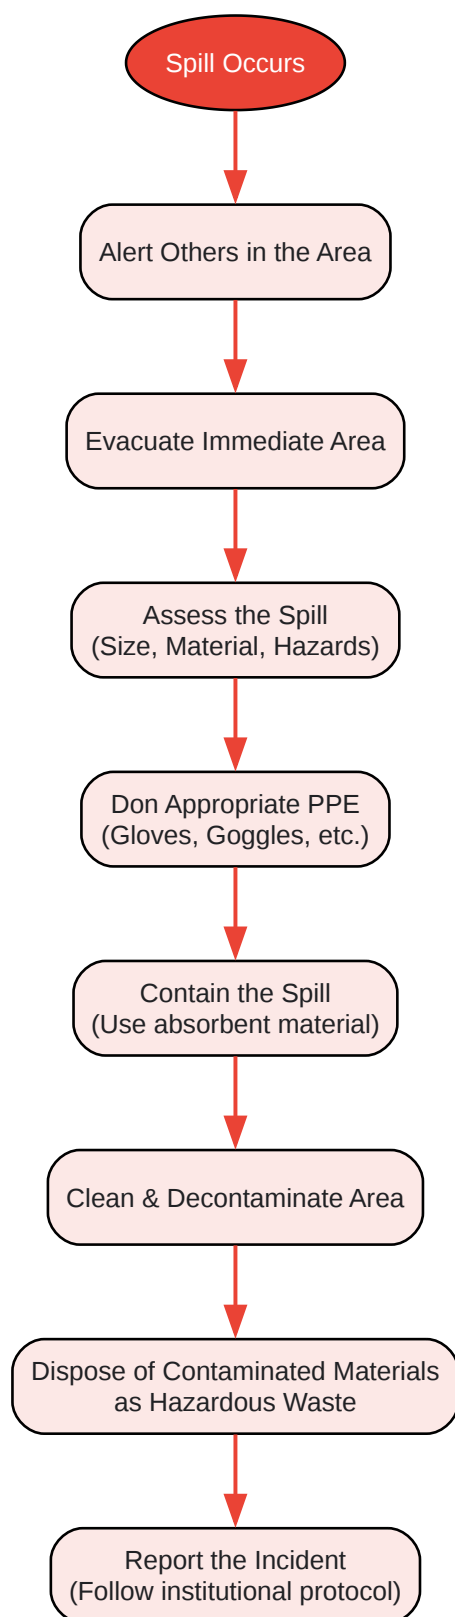 Spill Occurs
Alert Others in the Area
Evacuate Immediate Area
Assess the Spill
(Size, Material, Hazards)
Don Appropriate PPE
(Gloves, Goggles, etc.)
Contain the Spill
(Use absorbent material)
Clean & Decontaminate Area
Dispose of Contaminated Materials
as Hazardous Waste
Report the Incident
(Follow institutional protocol)